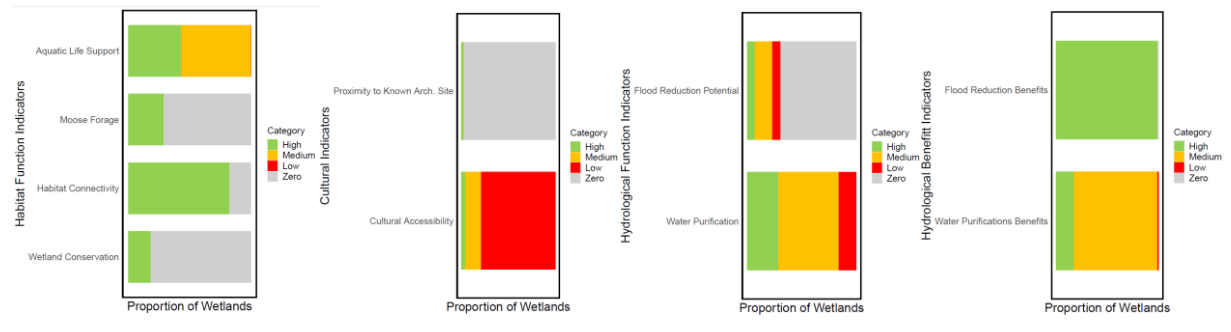 Habitat Function Indicators
Aquatic Life Support
Moose Forage
Habitat Connectivity
Wetland Conservation
Proportion of Wetlands
Category
High
Medium
Low
Zero
Cultural Indicators
Proximity to Known Arch. Site
Cultural Accessibility
Proportion of Wetlands
Category
High
Medium
Low
Zero
Hydrological Function Indicators
Flood Reduction Potential
Water Purification
Proportion of Wetlands
Category
High
Medium
Low
Zero
Hydrological Benefitt Indicators
Flood Reduction Benefits
Water Purifications Benefits
Proportion of Wetlands
Category
High
Medium
Low
Zero